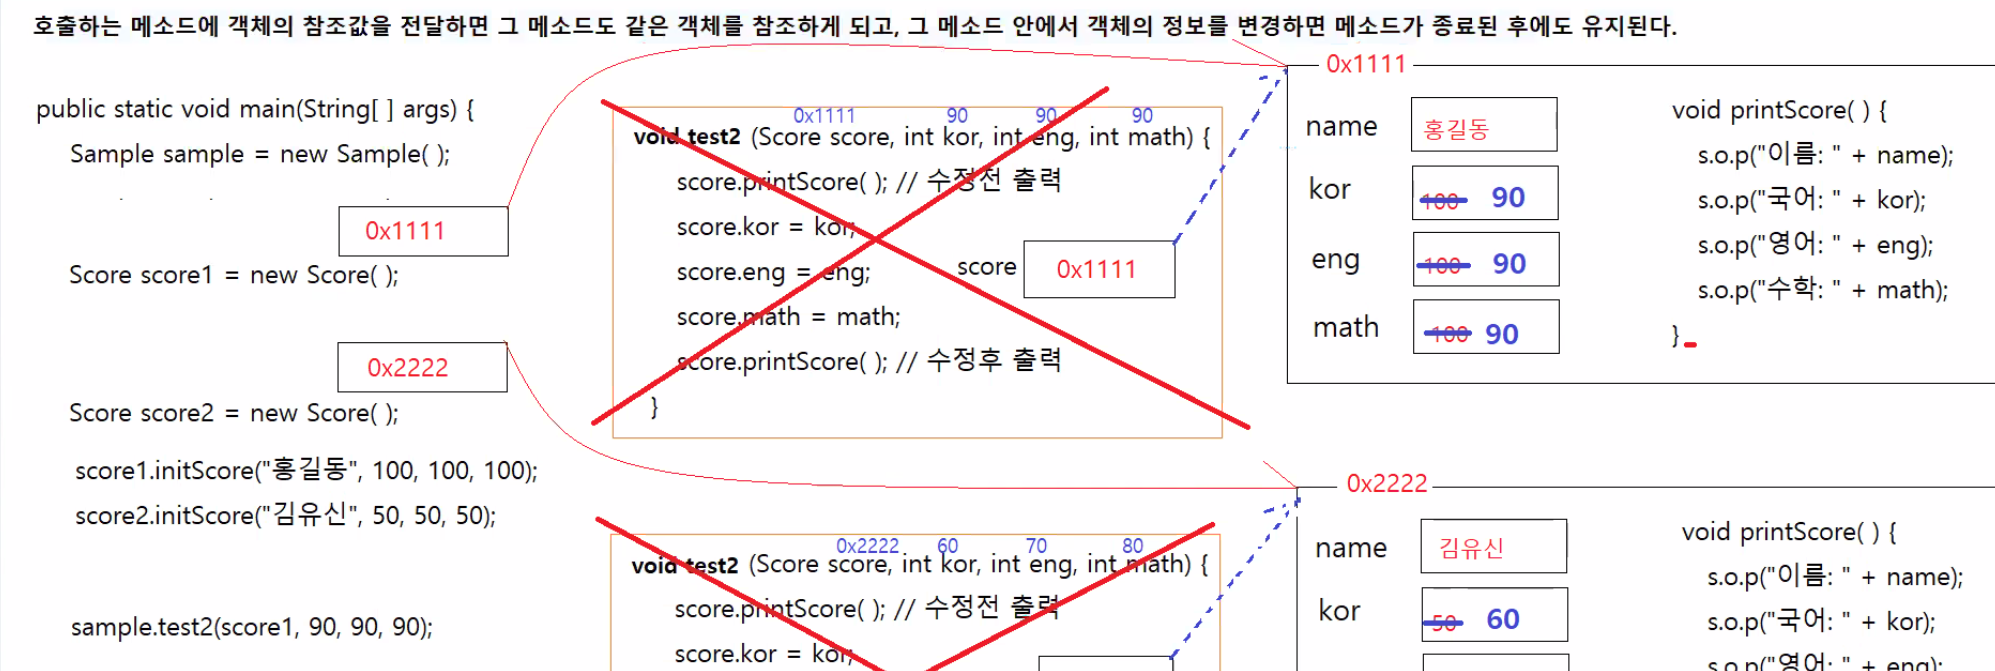 호출하는 메소드에 객체의 참조값을 전달하면 그 메소드도 같은 객체를 참조하게 되고, 그 메소드 안에서 객체의 정보를 변경하면 메소드가 종료된 후에도 유지된다.
public static void main(String[ ] args) {
Sample sample = new Sample( );
0x1111
Score score1 = new Score( );
0x2222
Score score2 = new Score( );
score1.initScore("홍길동", 100, 100, 100);
score2.initScore("김유신", 50, 50, 50);
sample.test2(score1, 90, 90, 90);
0x1111 90 90 90
void test2 (Score score, int kor, int eng, int math) {
score.printScore( ); // 수정전 출력
score.kor = kor;
score.eng = eng;
score 0x1111
score.math = math;
score.printScore( ); // 수정후 출력
}
0x1111
name 홍길동
kor 100 90
eng 100 90
math 100 90
void printScore( ) {
s.o.p("이름: " + name);
s.o.p("국어: " + kor);
s.o.p("영어: " + eng);
s.o.p("수학: " + math);
}
0x2222 60 70 80
void test2 (Score score, int kor, int eng, int math) {
score.printScore( ); // 수정전 출력
score.kor = kor;
0x2222
name 김유신
kor 50 60
void printScore( ) {
s.o.p("이름: " + name);
s.o.p("국어: " + kor);
s.o.p("영어: " + eng);